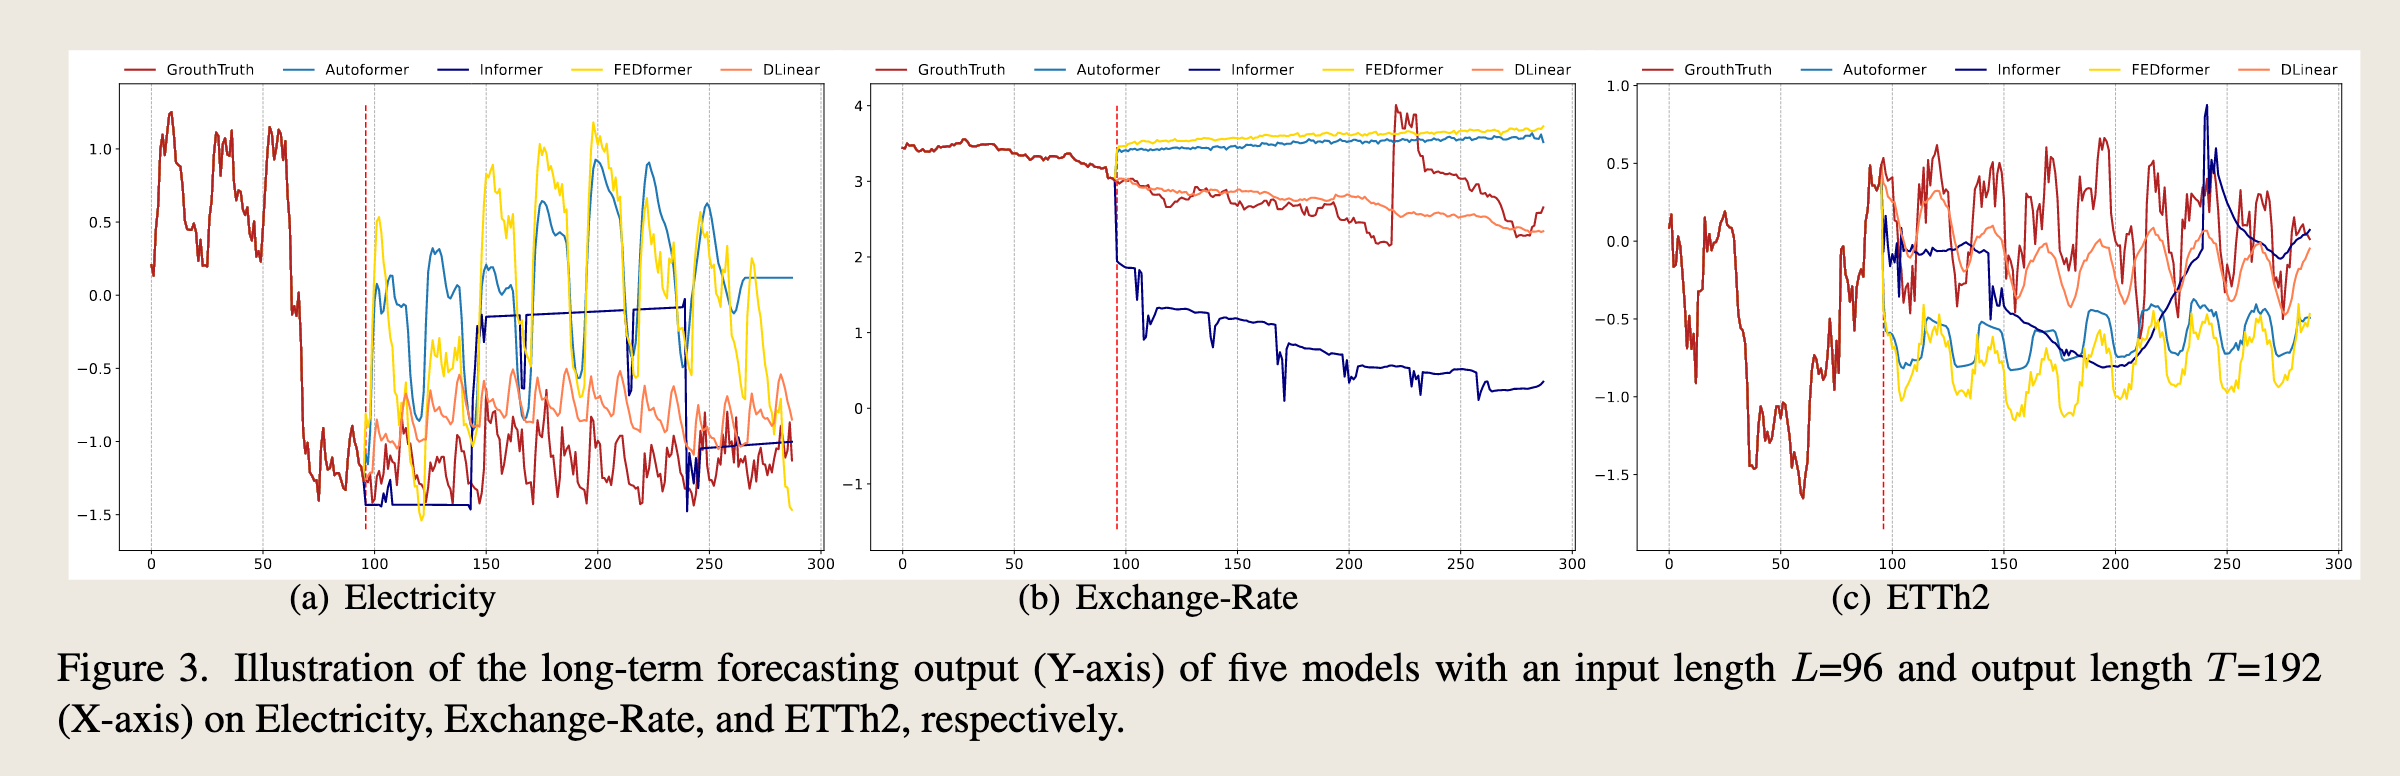 GrouthTruth Autoformer Informer FEDformer DLinear
1.0
0.5
0.0
−0.5
−1.0
−1.5
0 50 100 150 200 250 300
(a) Electricity
GrouthTruth Autoformer Informer FEDformer DLinear
4
3
2
1
0
−1
0 50 100 150 200 250 300
(b) Exchange-Rate
GrouthTruth Autoformer Informer FEDformer DLinear
1.0
0.5
0.0
−0.5
−1.0
−1.5
0 50 100 150 200 250 300
(c) ETTh2
Figure 3. Illustration of the long-term forecasting output (Y-axis) of five models with an input length L=96 and output length T=192
(X-axis) on Electricity, Exchange-Rate, and ETTh2, respectively.